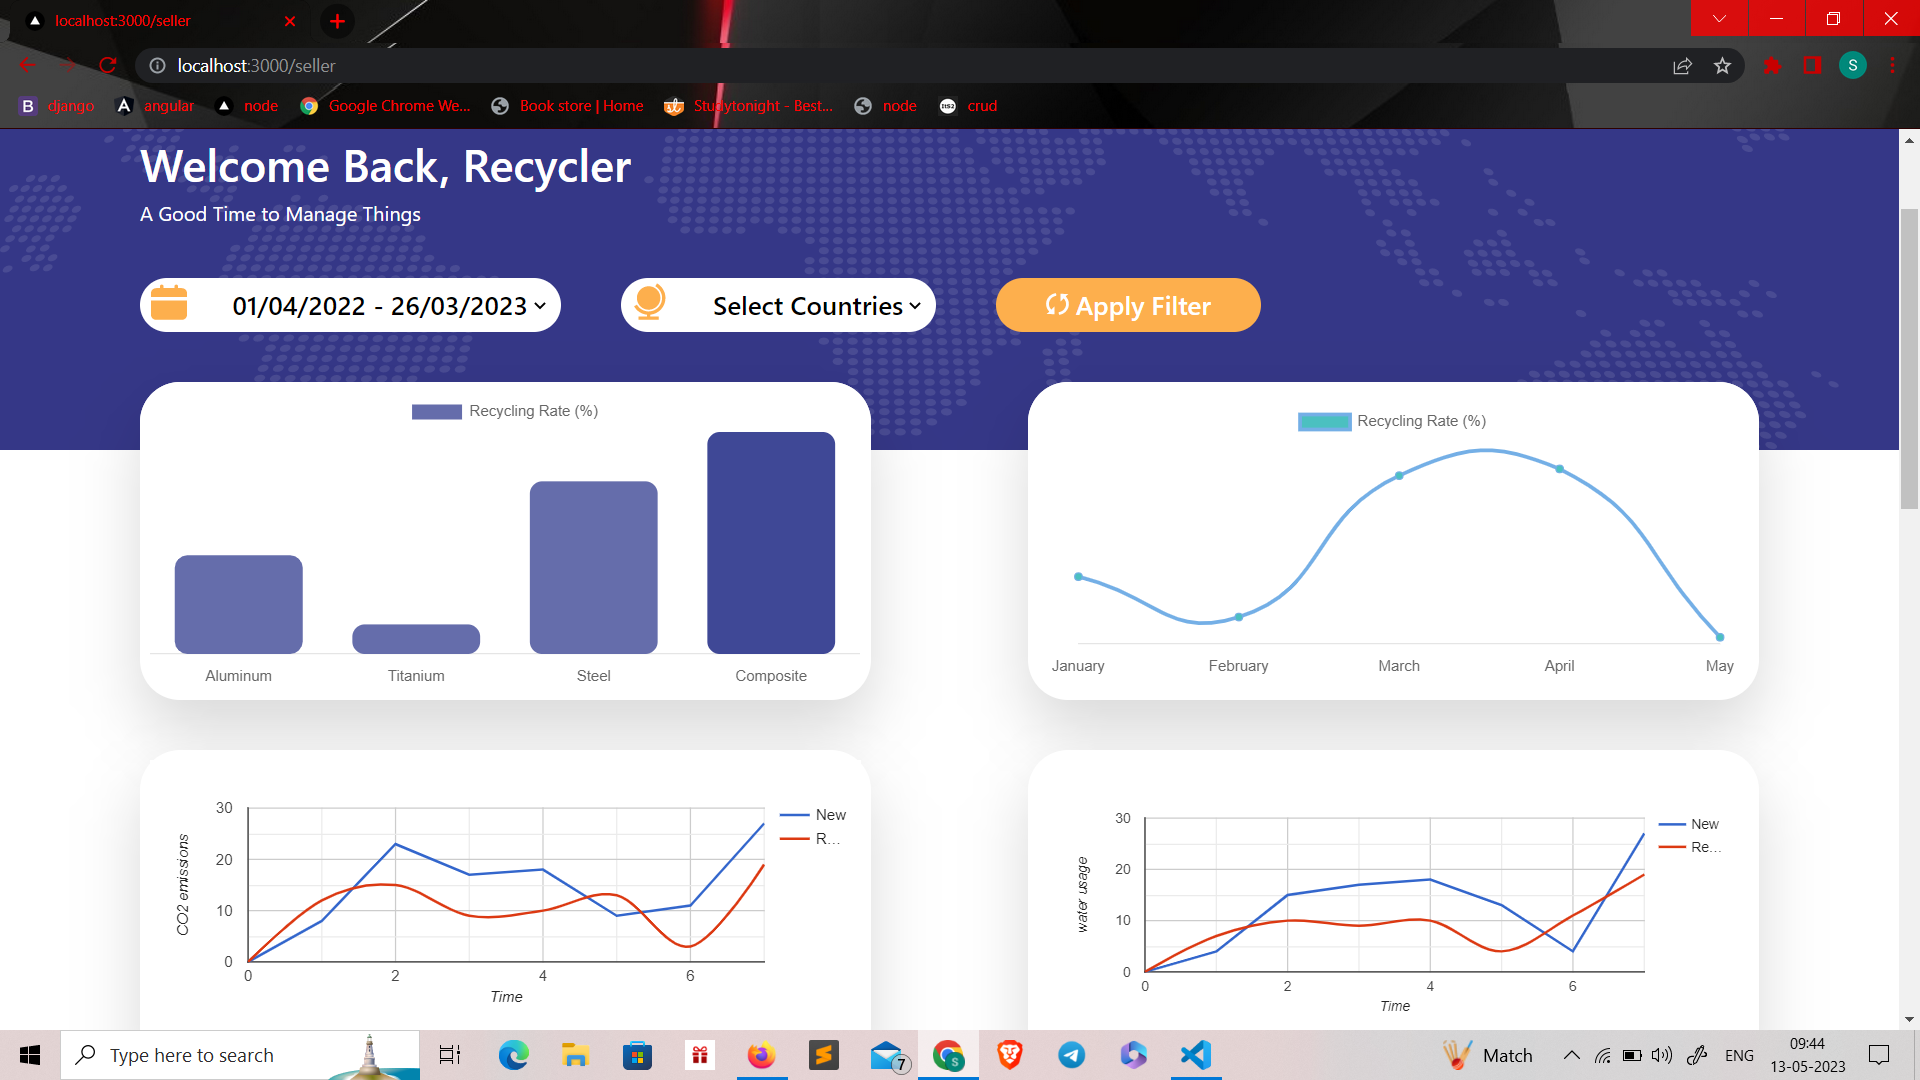 localhost:3000/seller
localhost:3000/seller
S
B django
angular
node
Google Chrome We...
Book store | Home
Studytonight - Best...
node
crud
Welcome Back, Recycler
A Good Time to Manage Things
01/04/2022 - 26/03/2023
Select Countries
Apply Filter
Recycling Rate (%)
Aluminum Titanium Steel Composite
Recycling Rate (%)
January February March April May
30
20
10
0
CO2 emissions
0 2 4 6
Time
New
R...
30
20
10
0
water usage
0 2 4 6
Time
New
Re...
Type here to search
7
S
Match
ENG
09:44
13-05-2023